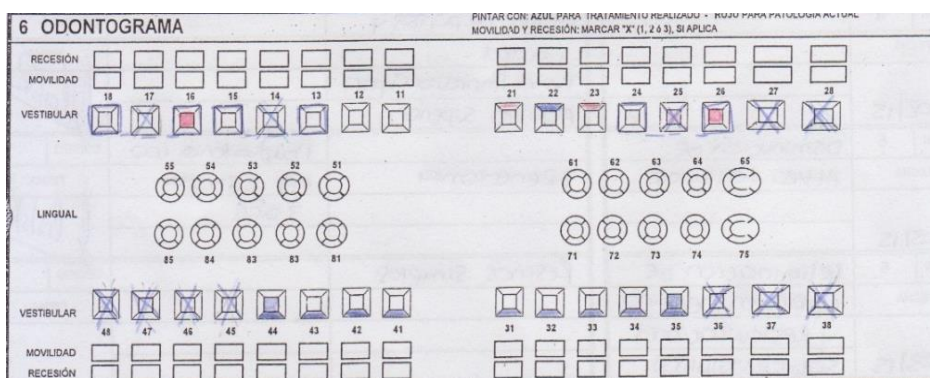 6 ODONTOGRAMA
PINTAR CON: AZUL PARA TRATAMIENTO REALIZADO - ROJO PARA PATOLOGÍA ACTUAL
MOVILIDAD Y RECESIÓN: MARCAR "X" (1, 2 ó 3), SI APLICA
RECESIÓN
MOVILIDAD
18 17 16 15 14 13 12 11 21 22 23 24 25 26 27 28
VESTIBULAR
55 54 53 52 51 61 62 63 64 65
LINGUAL
85 84 83 83 81 71 72 73 74 75
VESTIBULAR
48 47 46 45 44 43 42 41 31 32 33 34 35 36 37 38
MOVILIDAD
RECESIÓN